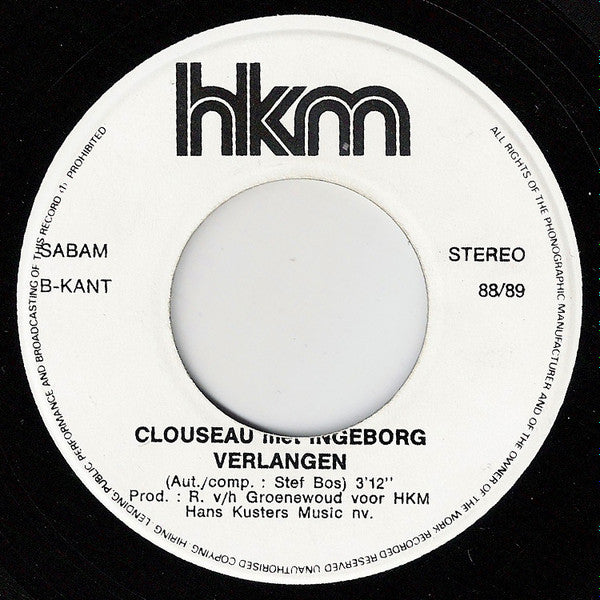 hkm
SABAM
STEREO
B-KANT
88/89
CLOUSEAU met INGEBORG
VERLANGEN
(Aut./comp. : Stef Bos) 3'12''
Prod. : R. v/h Groenewoud voor HKM
Hans Kusters Music nv.
ALL RIGHTS OF THE PHONOGRAPHIC MANUFACTURER AND OF THE OWNER OF THE WORK RECORDED RESERVED UNAUTHORISED COPYING HIRING, LENDING PUBLIC PERFORMANCE AND BROADCASTING OF THIS RECORD (1: PROHIBITED